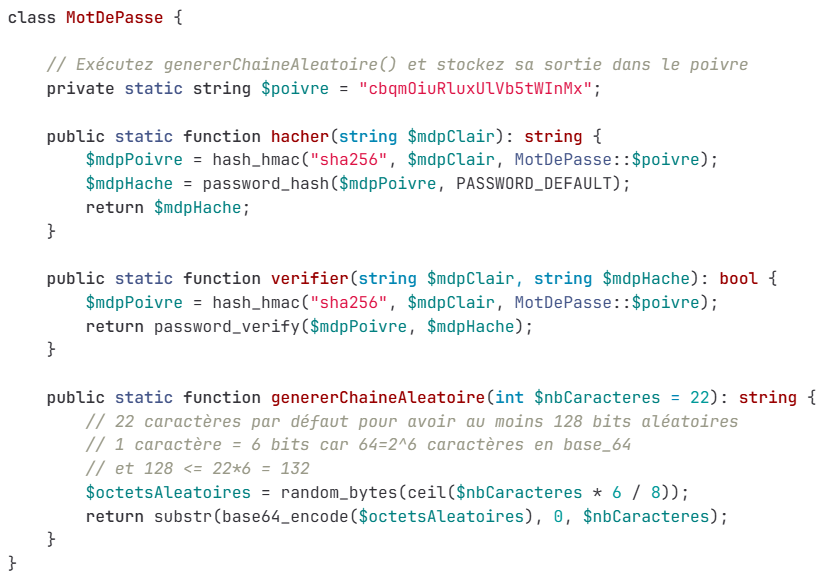 class MotDePasse {
// Exécutez genererChaineAleatoire() et stockez sa sortie dans le poivre
private static string $poivre = "cbqmOiuRluxUlVb5tWInMx";
public static function hacher(string $mdpClair): string {
$mdpPoivre = hash_hmac("sha256", $mdpClair, MotDePasse::$poivre);
$mdpHache = password_hash($mdpPoivre, PASSWORD_DEFAULT);
return $mdpHache;
}
public static function verifier(string $mdpClair, string $mdpHache): bool {
$mdpPoivre = hash_hmac("sha256", $mdpClair, MotDePasse::$poivre);
return password_verify($mdpPoivre, $mdpHache);
}
public static function genererChaineAleatoire(int $nbCaracteres = 22): string {
// 22 caractères par défaut pour avoir au moins 128 bits aléatoires
// 1 caractère = 6 bits car 64=2^6 caractères en base_64
// et 128 <= 22*6 = 132
$octetsAleatoires = random_bytes(ceil($nbCaracteres * 6 / 8));
return substr(base64_encode($octetsAleatoires), 0, $nbCaracteres);
}
}